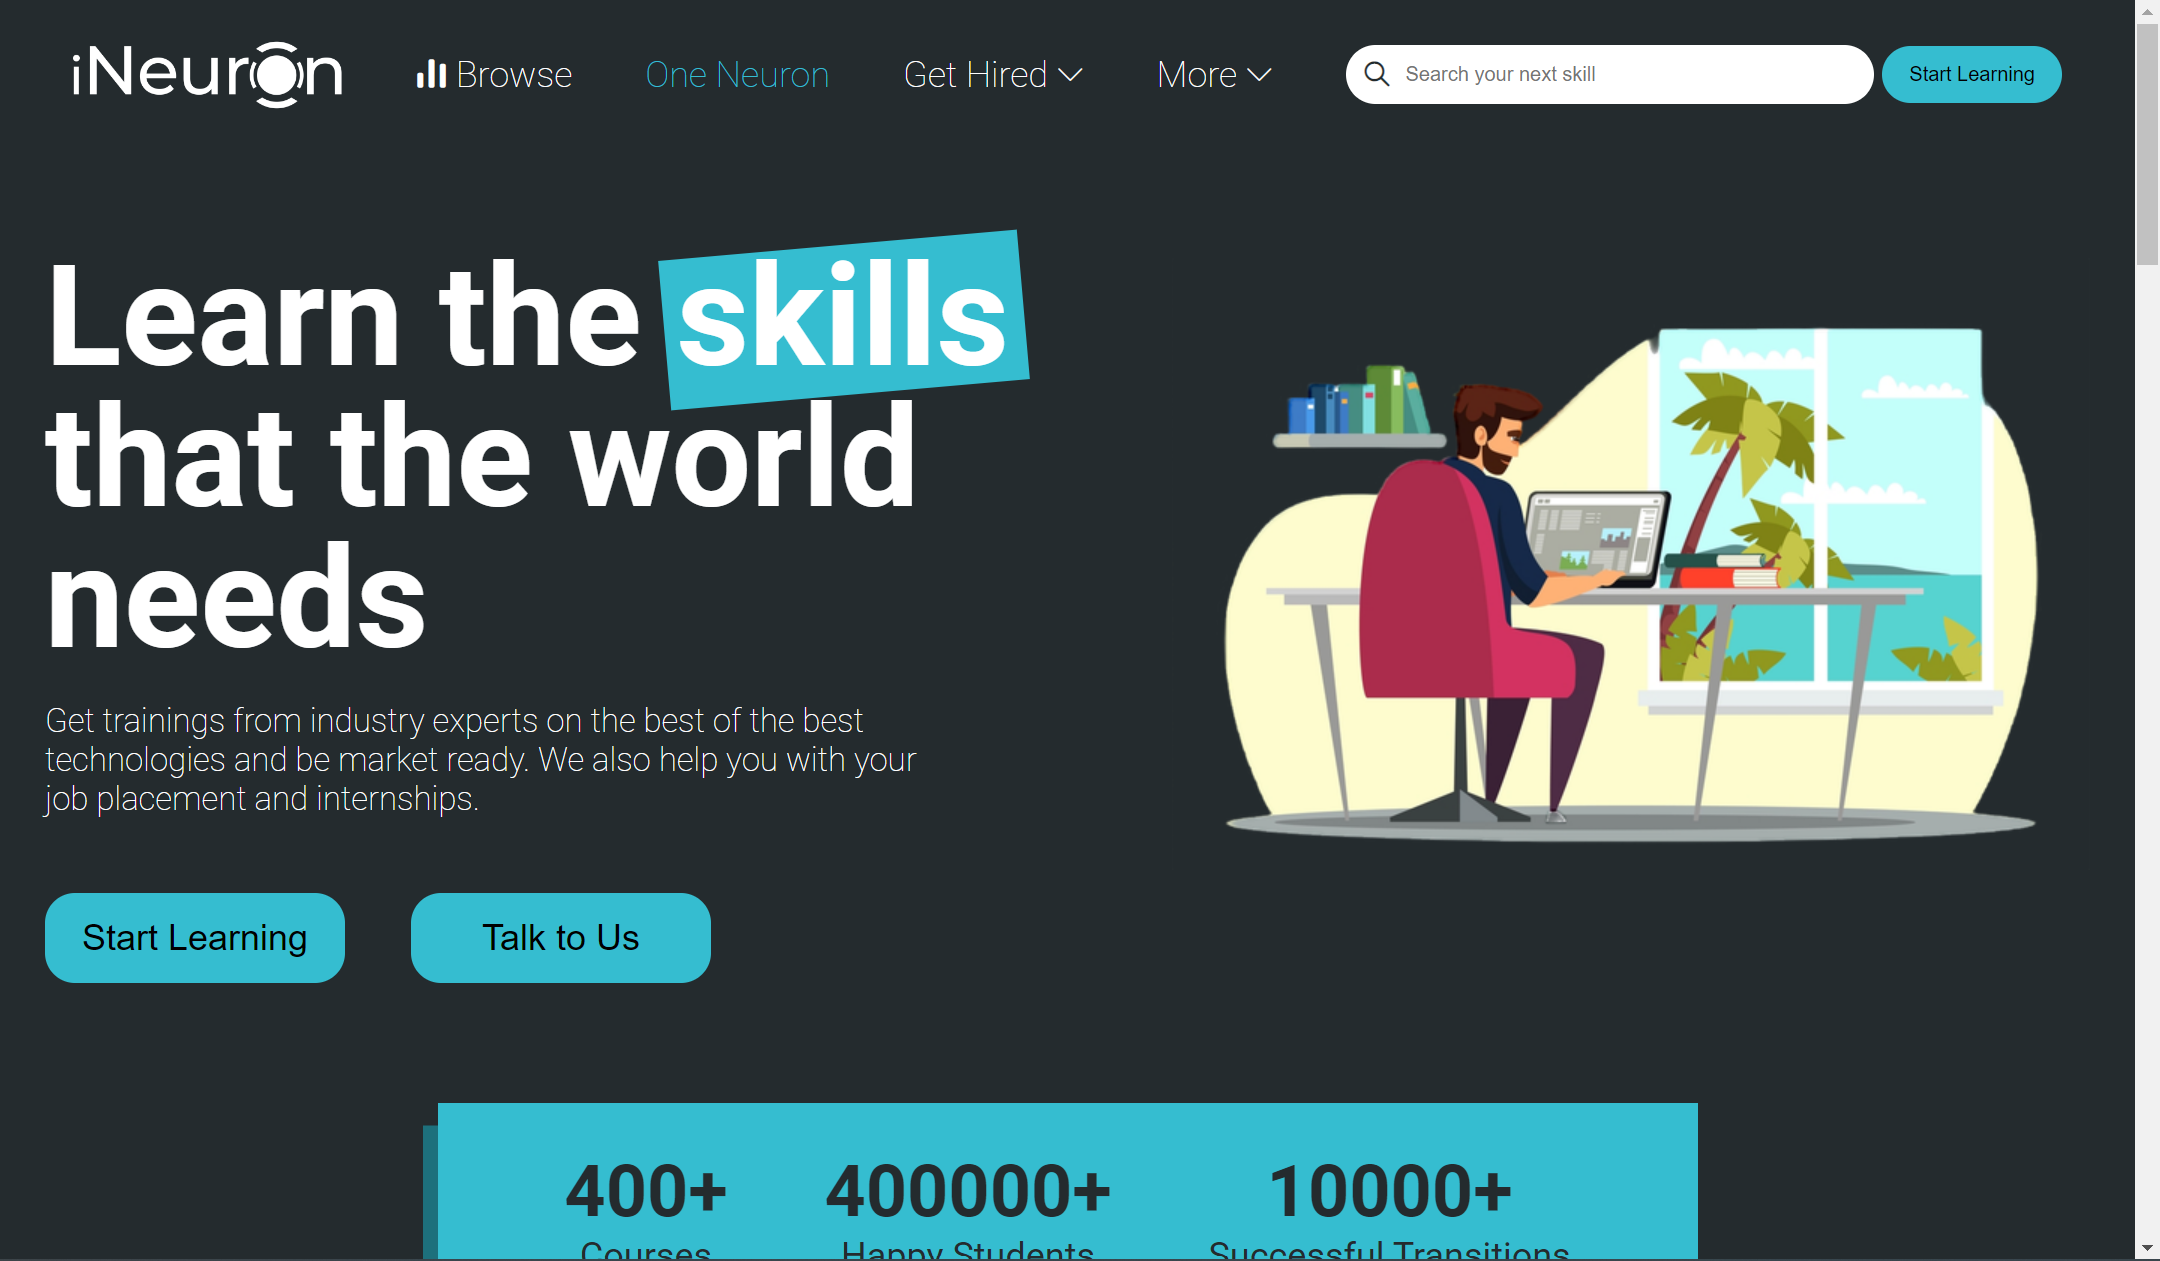 iNeuron
Browse
One Neuron
Get Hired
More
Search your next skill
Start Learning
Learn the skills
that the world
needs
Get trainings from industry experts on the best of the best
technologies and be market ready. We also help you with your
job placement and internships.
Start Learning
Talk to Us
400+
400000+
10000+
Courses
Happy Students
Successful Transitions